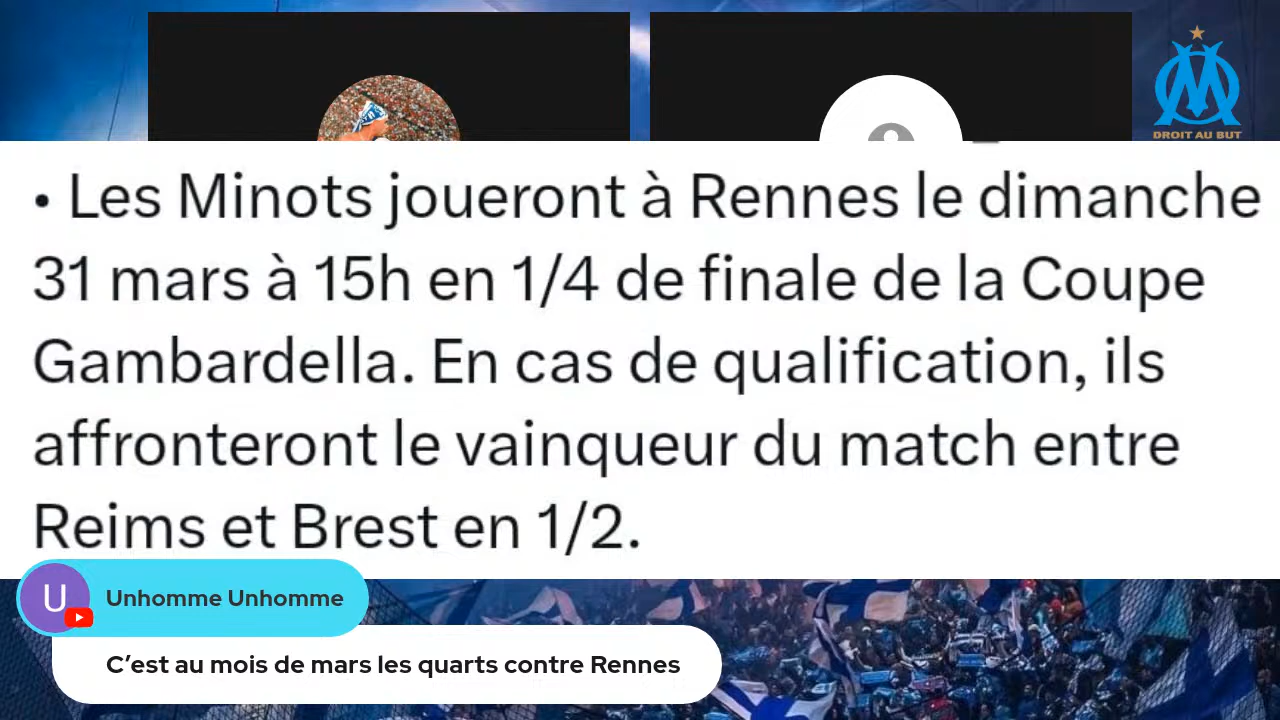 DROIT AU BUT
• Les Minots joueront à Rennes le dimanche
31 mars à 15h en 1/4 de finale de la Coupe
Gambardella. En cas de qualification, ils
affronteront le vainqueur du match entre
Reims et Brest en 1/2.
U
Unhomme Unhomme
C’est au mois de mars les quarts contre Rennes